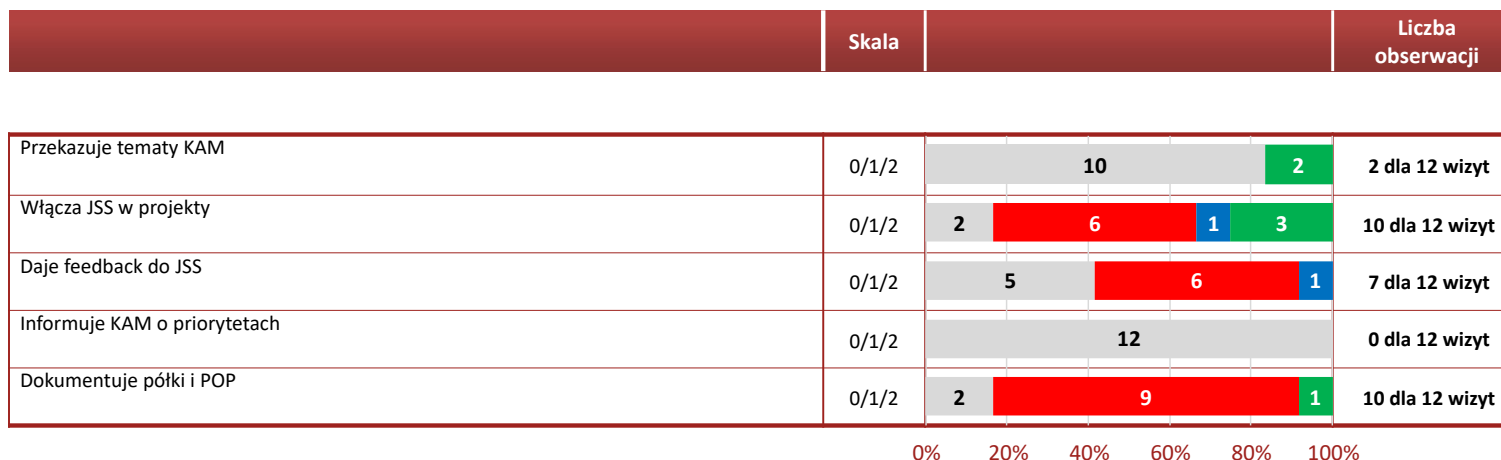 Skala
Liczba
obserwacji
Przekazuje tematy KAM
0/1/2
10
2
2 dla 12 wizyt
Włącza JSS w projekty
0/1/2
2
6
1
3
10 dla 12 wizyt
Daje feedback do JSS
0/1/2
5
6
1
7 dla 12 wizyt
Informuje KAM o priorytetach
0/1/2
12
0 dla 12 wizyt
Dokumentuje półki i POP
0/1/2
2
9
1
10 dla 12 wizyt
0% 20% 40% 60% 80% 100%